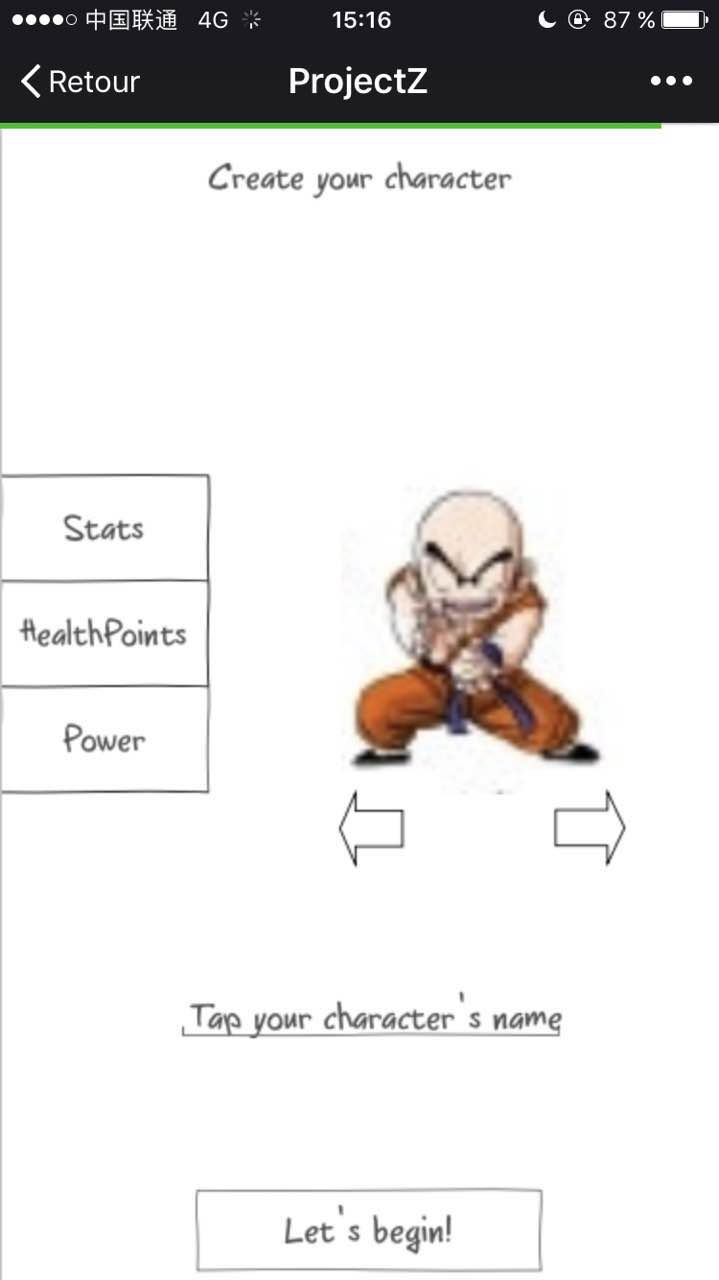 中国联通 4G 15:16 87 %
Retour ProjectZ
Create your character
Stats
HealthPoints
Power
Tap your character's name
Let's begin!